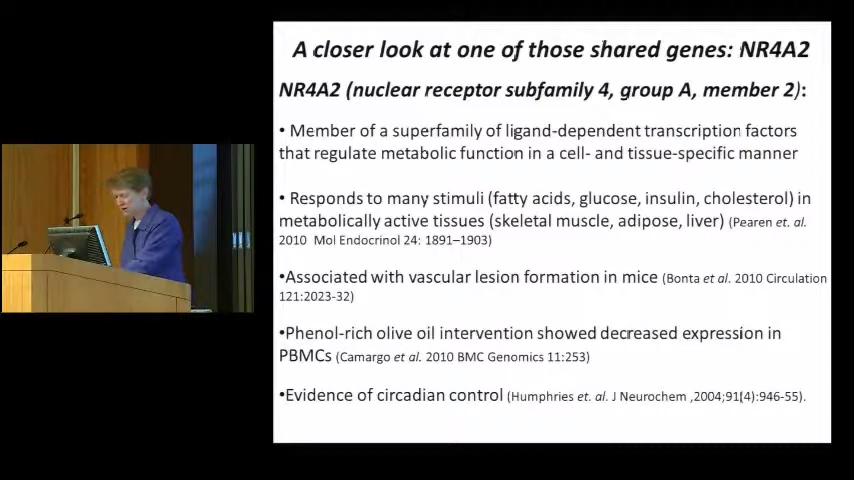 A closer look at one of those shared genes: NR4A2
NR4A2 (nuclear receptor subfamily 4, group A, member 2):
• Member of a superfamily of ligand-dependent transcription factors
that regulate metabolic function in a cell- and tissue-specific manner
• Responds to many stimuli (fatty acids, glucose, insulin, cholesterol) in
metabolically active tissues (skeletal muscle, adipose, liver) (Pearen et. al.
2010 Mol Endocrinol 24: 1891–1903)
•Associated with vascular lesion formation in mice (Bonta et al. 2010 Circulation
121:2023-32)
•Phenol-rich olive oil intervention showed decreased expression in
PBMCs (Camargo et al. 2010 BMC Genomics 11:253)
•Evidence of circadian control (Humphries et. al. J Neurochem ,2004;91(4):946-55).